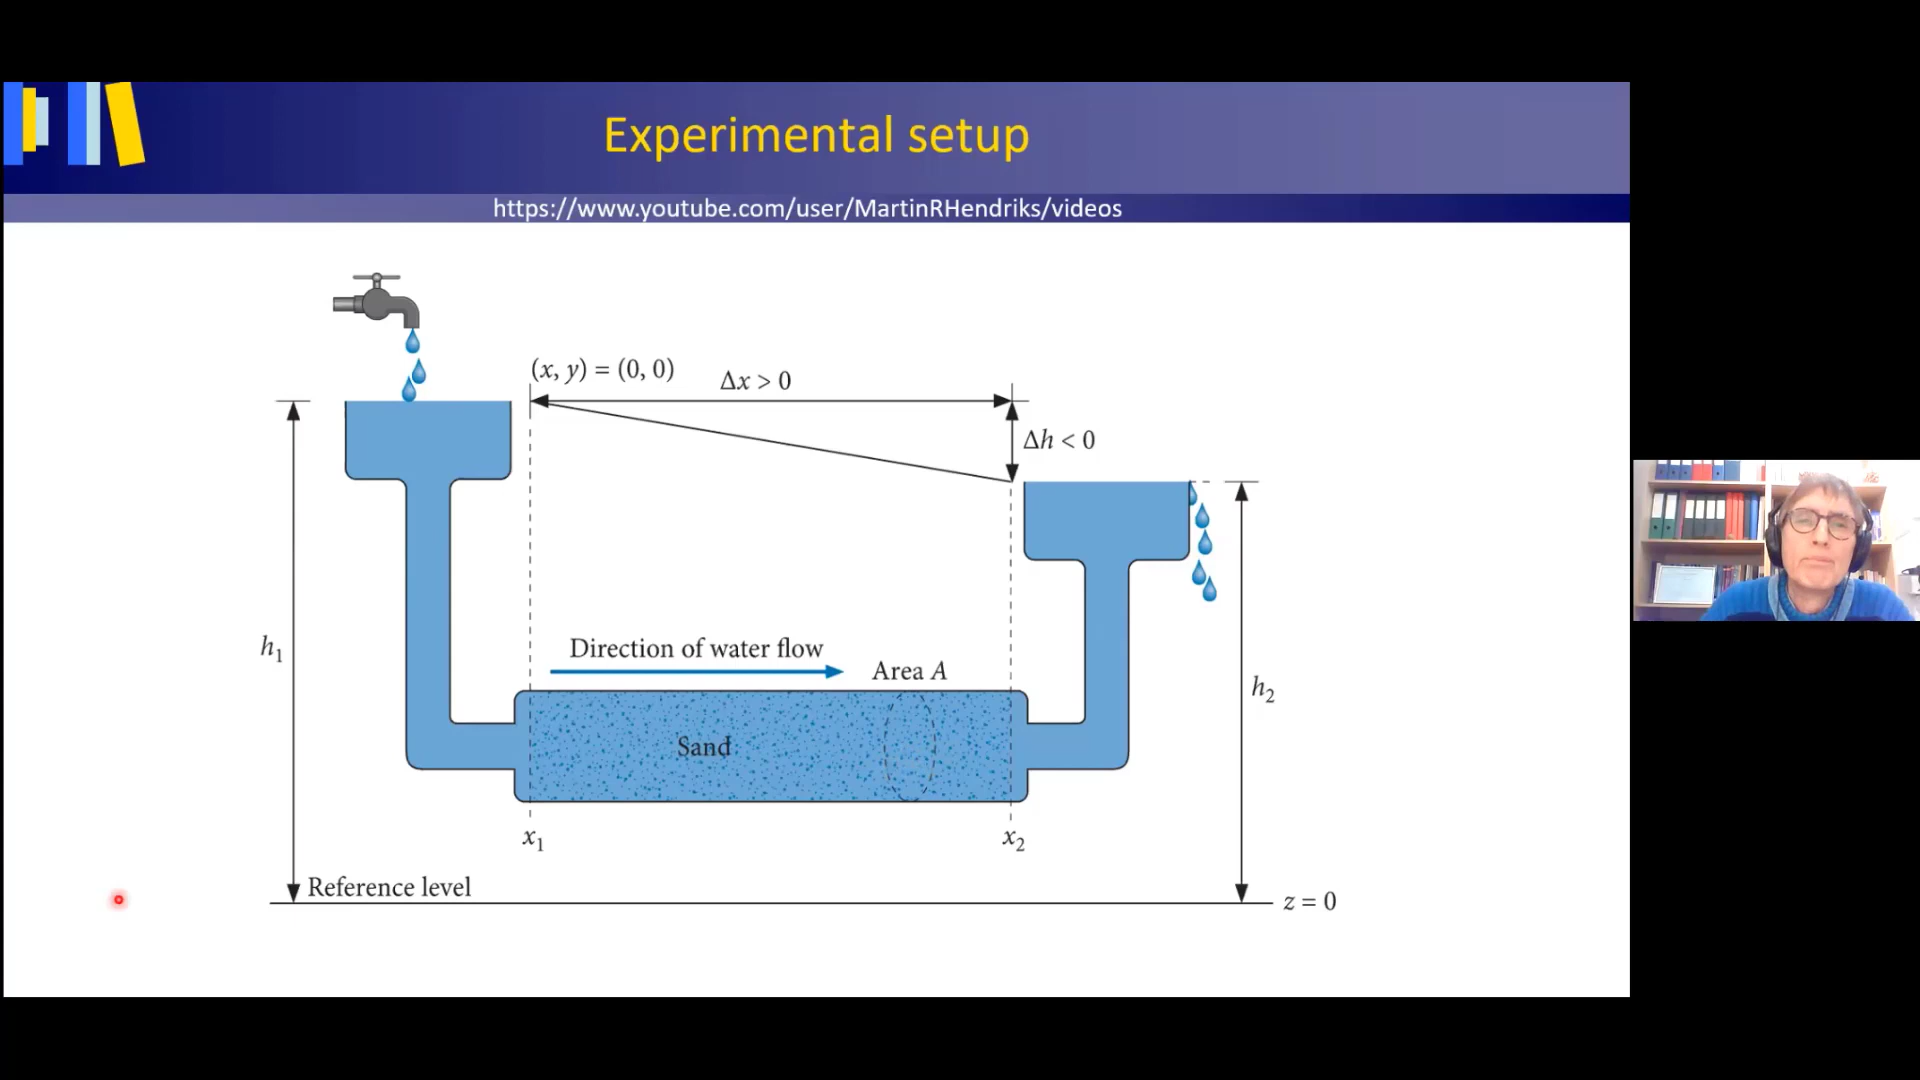 Experimental setup
https://www.youtube.com/user/MartinRHendriks/videos
(x, y) = (0, 0)
Δx > 0
Δh < 0
h₁
Direction of water flow
Area A
h₂
Sand
x₁
x₂
Reference level
z = 0